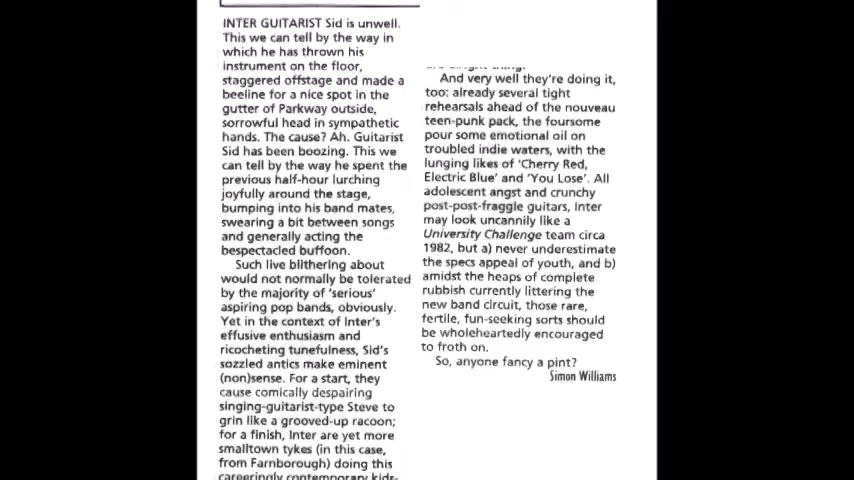 INTER GUITARIST Sid is unwell.
This we can tell by the way in
which he has thrown his
instrument on the floor,
staggered offstage and made a
beeline for a nice spot in the
gutter of Parkway outside,
sorrowful head in sympathetic
hands. The cause? Ah. Guitarist
Sid has been boozing. This we
can tell by the way he spent the
previous half-hour lurching
joyfully around the stage,
bumping into his band mates,
swearing a bit between songs
and generally acting the
bespectacled buffoon.
Such live blithering about
would not normally be tolerated
by the majority of 'serious'
aspiring pop bands, obviously.
Yet in the context of Inter's
effusive enthusiasm and
ricocheting tunefulness, Sid's
sozzled antics make eminent
(non)sense. For a start, they
cause comically despairing
singing-guitarist-type Steve to
grin like a grooved-up racoon;
for a finish, Inter are yet more
smalltown tykes (in this case,
from Farnborough) doing this
careeringly contemporary kids-
And very well they're doing it,
too: already several tight
rehearsals ahead of the nouveau
teen-punk pack, the foursome
pour some emotional oil on
troubled indie waters, with the
lunging likes of 'Cherry Red,
Electric Blue' and 'You Lose'. All
adolescent angst and crunchy
post-post-fraggle guitars, Inter
may look uncannily like a
University Challenge team circa
1982, but a) never underestimate
the specs appeal of youth, and b)
amidst the heaps of complete
rubbish currently littering the
new band circuit, those rare,
fertile, fun-seeking sorts should
be wholeheartedly encouraged
to froth on.
So, anyone fancy a pint?
Simon Williams